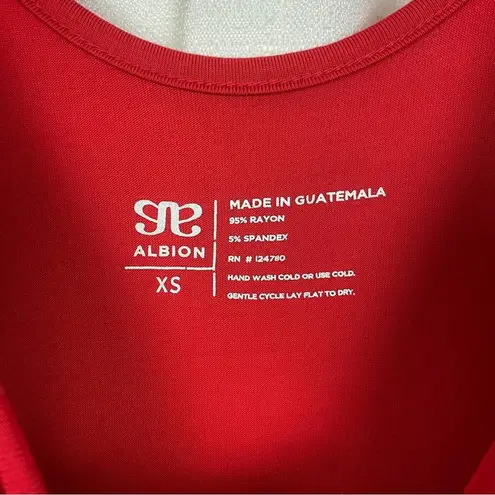 ALBION
XS
MADE IN GUATEMALA
95% RAYON
5% SPANDEX
RN # 124780
HAND WASH COLD OR USE COLD.
GENTLE CYCLE LAY FLAT TO DRY.